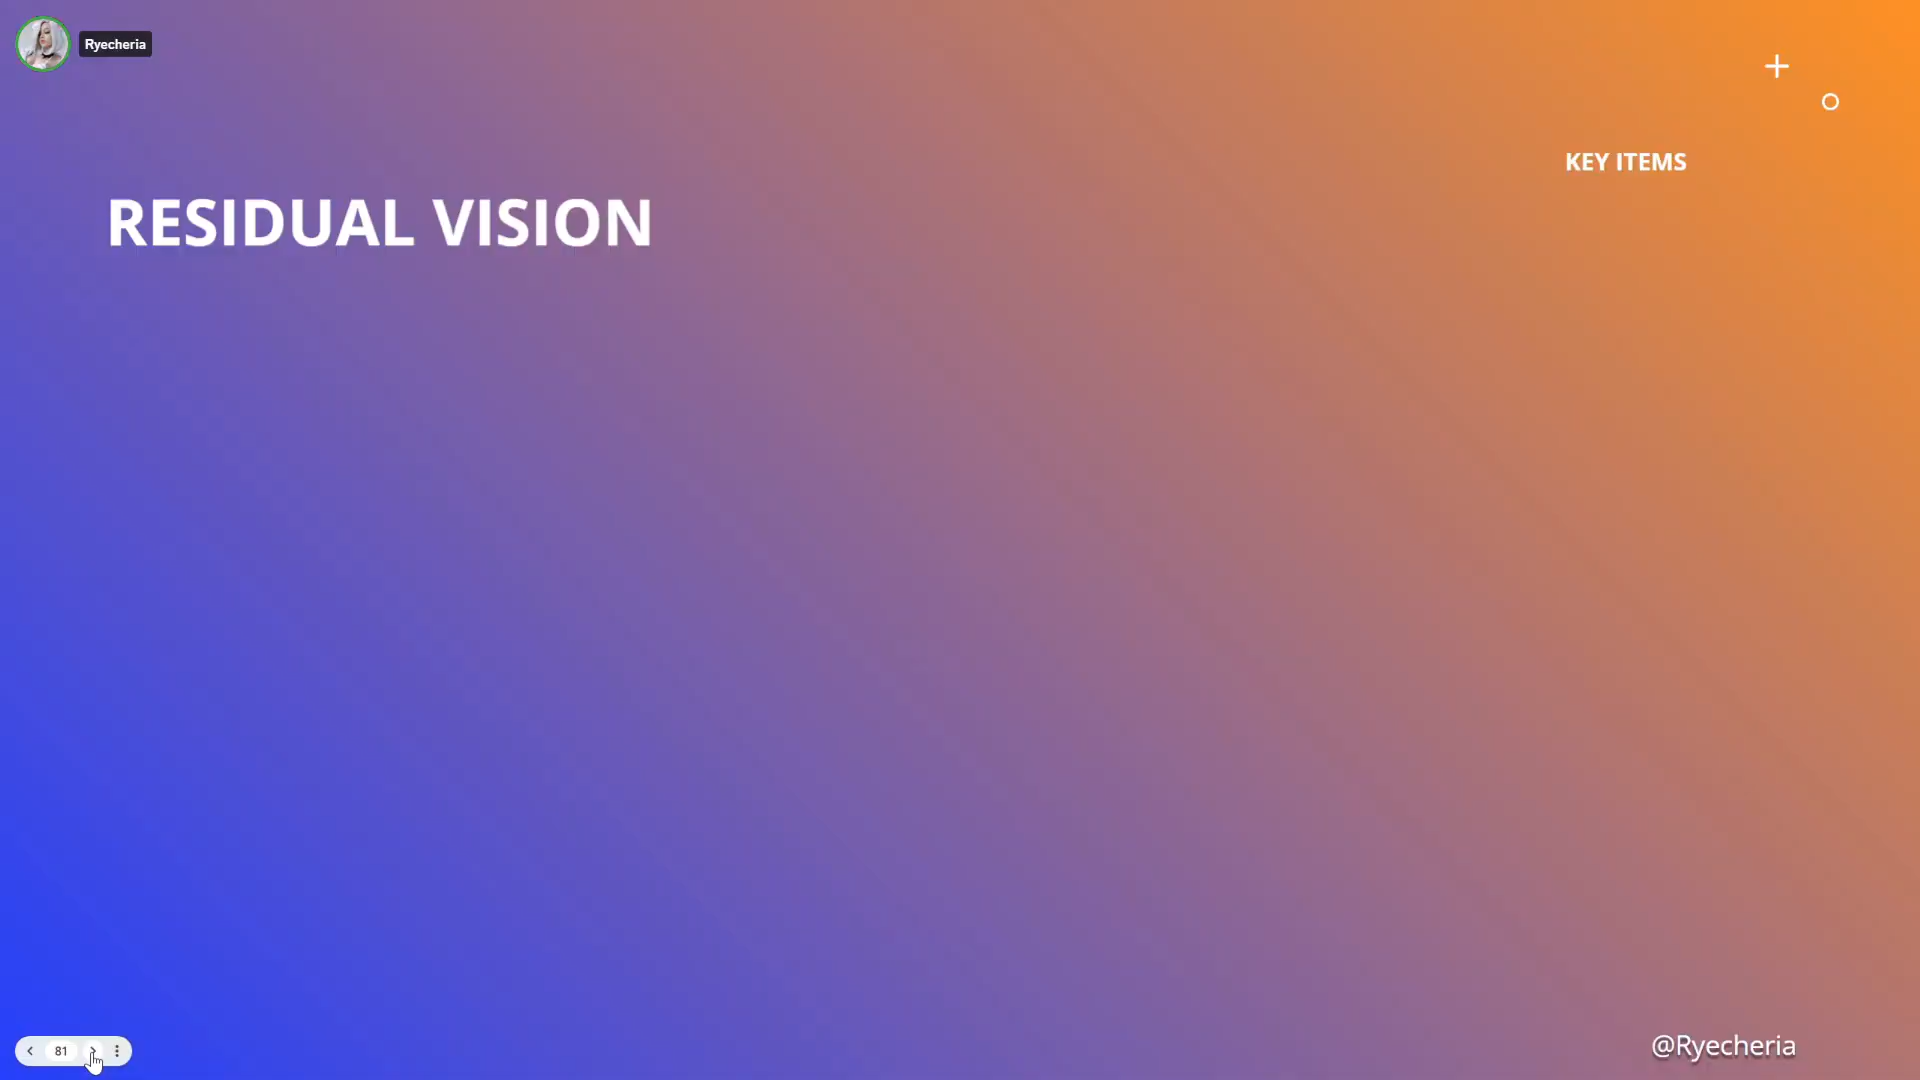 Ryecheria
KEY ITEMS
RESIDUAL VISION
81
@Ryecheria